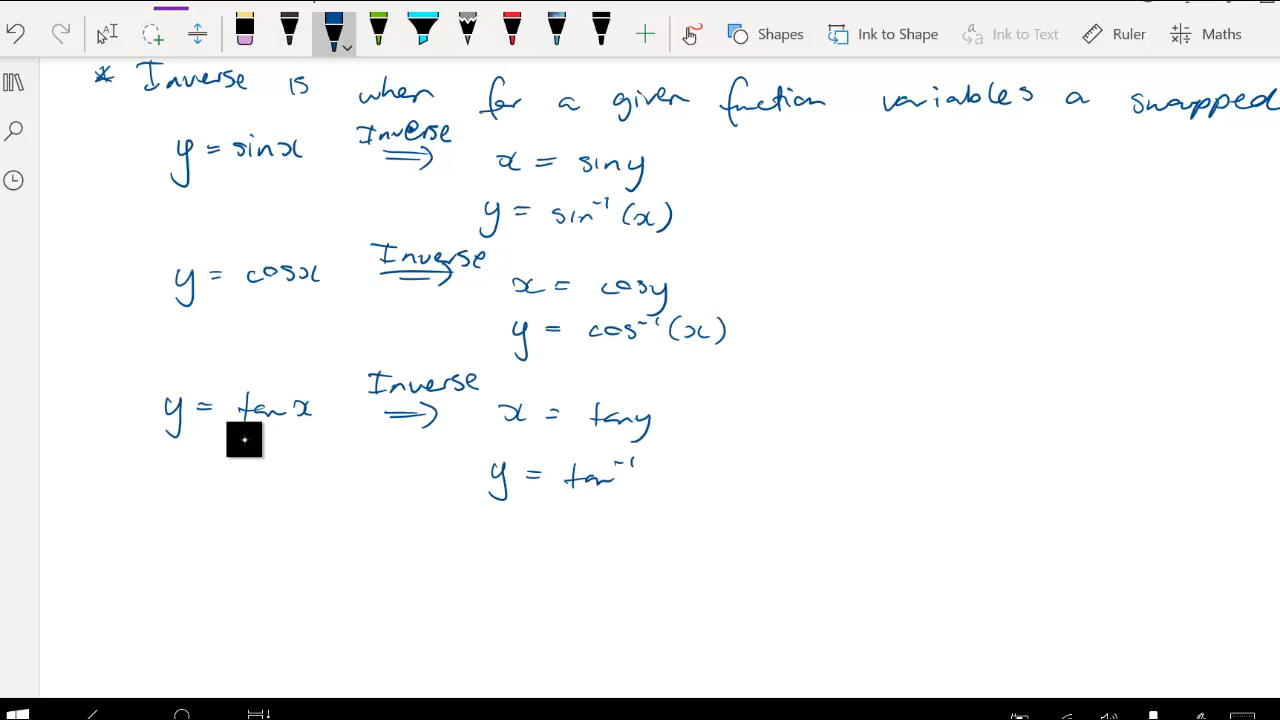 Shapes Ink to Shape Ink to Text Ruler Maths
* Inverse is when for a given function variables a swapped
y = sinx Inverse ⇒ x = siny
y = sin⁻¹(x)
y = cosx Inverse ⇒ x = cosy
y = cos⁻¹(x)
y = tanx Inverse ⇒ x = tany
y = tan⁻¹